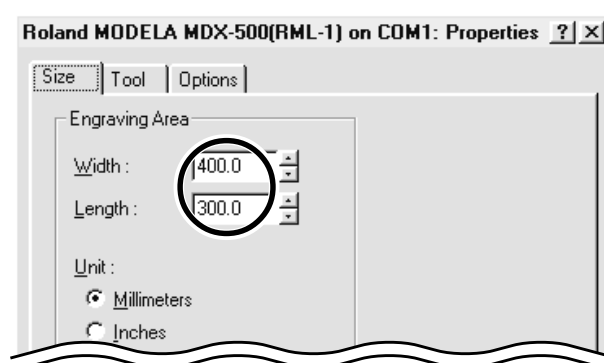 Roland MODELA MDX-500(RML-1) on COM1: Properties ? ×
Size Tool Options
Engraving Area
Width : 400.0
Length : 300.0
Unit :
Millimeters
Inches